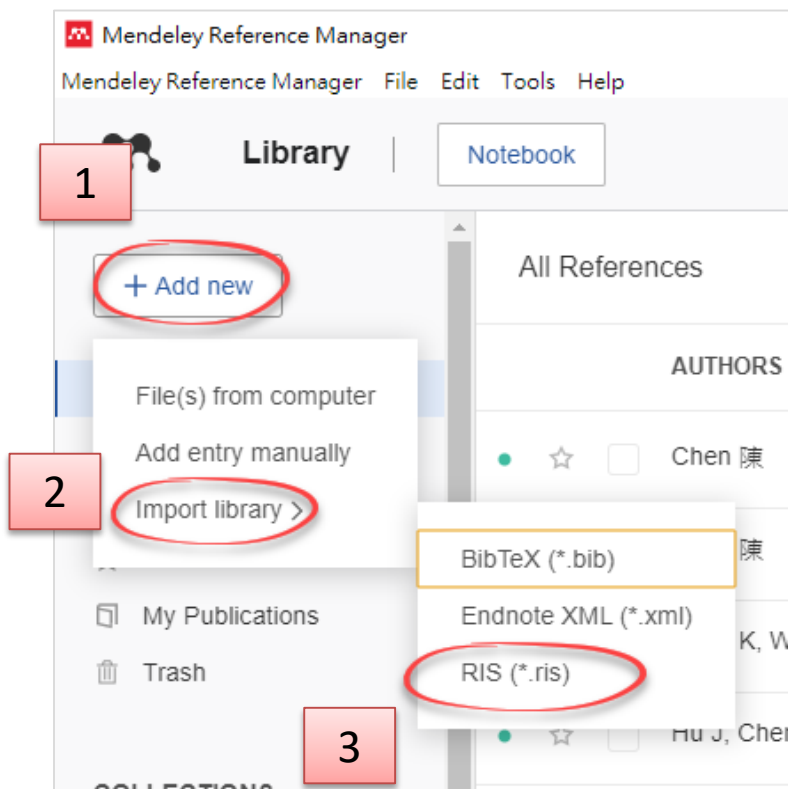 Mendeley Reference Manager
Mendeley Reference Manager File Edit Tools Help
Library
Notebook
1
+ Add new
All References
File(s) from computer
AUTHORS
Add entry manually
Chen 陳
2
Import library >
BibTeX (*.bib)
陳
My Publications
Endnote XML (*.xml)
K, W
Trash
RIS (*.ris)
3
Hu J, Cher
COLLECTIONS